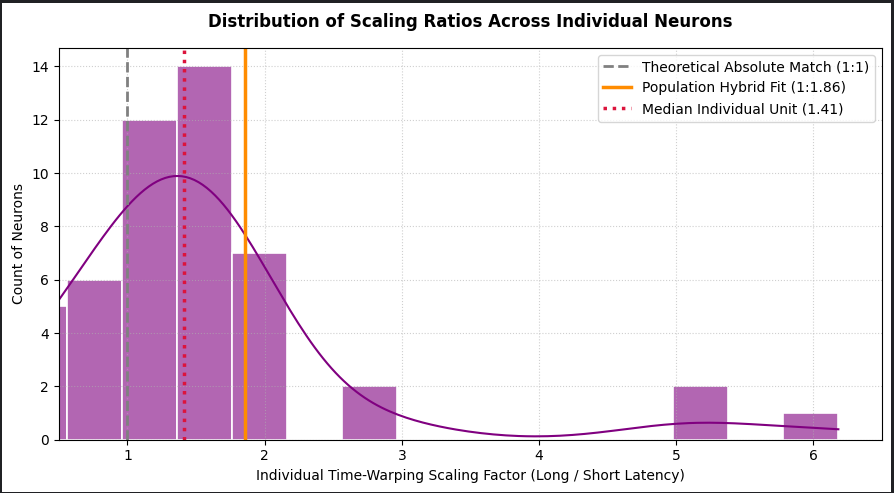 Distribution of Scaling Ratios Across Individual Neurons
Theoretical Absolute Match (1:1)
Population Hybrid Fit (1:1.86)
Median Individual Unit (1.41)
Count of Neurons
14
12
10
8
6
4
2
0
1 2 3 4 5 6
Individual Time-Warping Scaling Factor (Long / Short Latency)